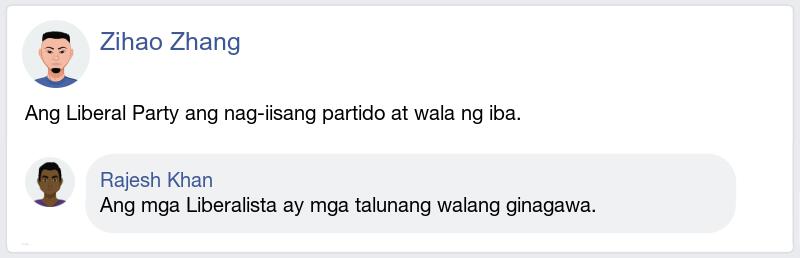 Zihao Zhang
Ang Liberal Party ang nag-iisang partido at wala ng iba.
Rajesh Khan
Ang mga Liberalista ay mga talunang walang ginagawa.